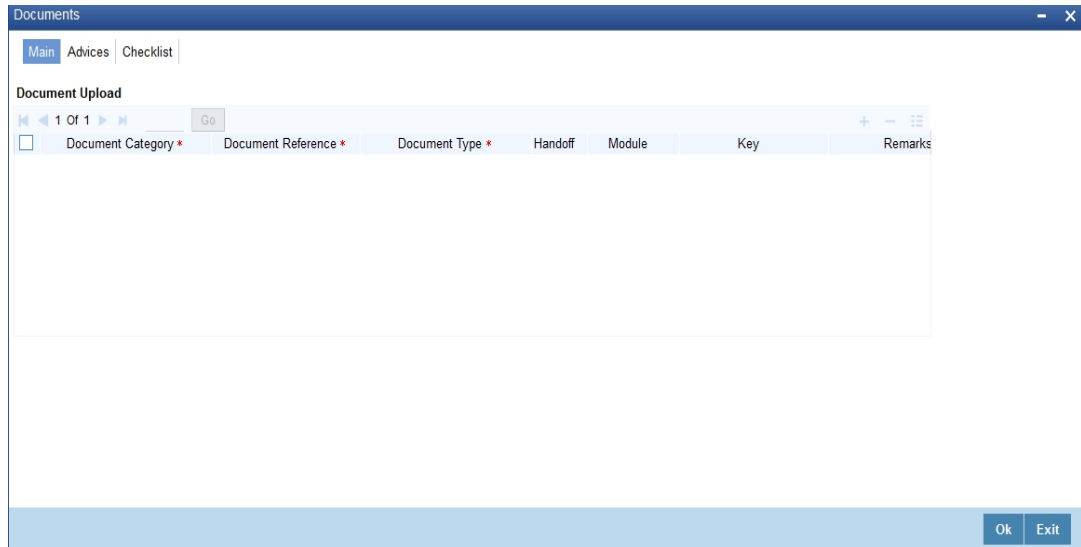 Documents
Main Advices Checklist
Document Upload
1 Of 1 Go
Document Category * Document Reference * Document Type * Handoff Module Key Remarks
Ok Exit